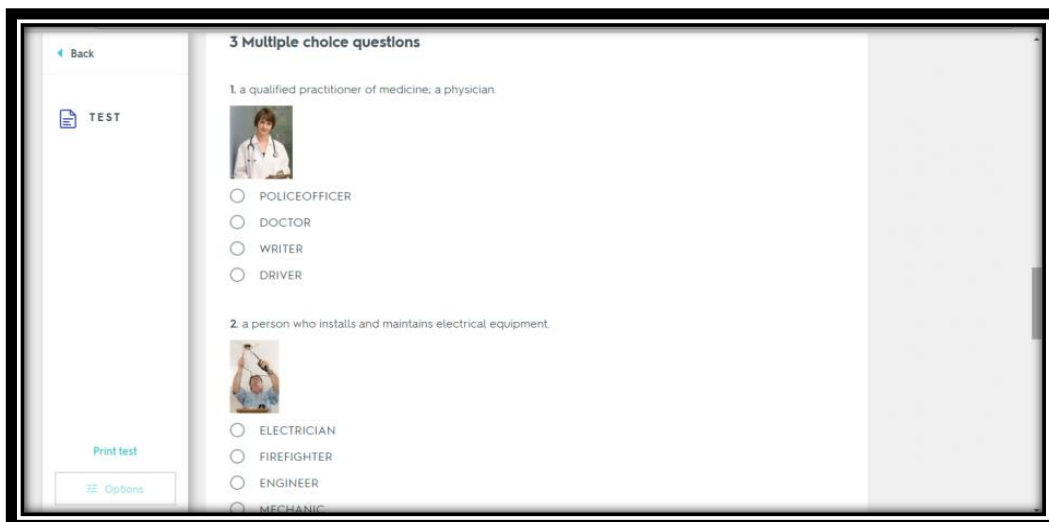 Back
TEST
Print test
Options
3 Multiple choice questions
1. a qualified practitioner of medicine; a physician.
POLICEOFFICER
DOCTOR
WRITER
DRIVER
2. a person who installs and maintains electrical equipment.
ELECTRICIAN
FIREFIGHTER
ENGINEER
MECHANIC